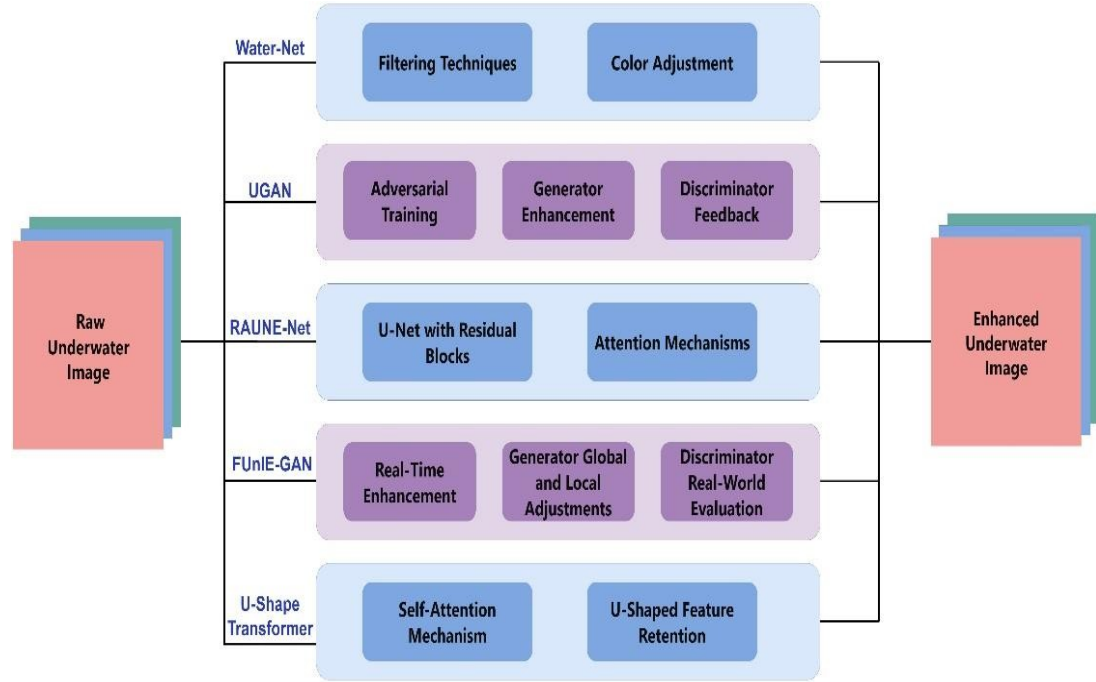 Water-Net
Filtering Techniques
Color Adjustment
UGAN
Adversarial
Training
Generator
Enhancement
Discriminator
Feedback
Raw
Underwater
Image
RAUNE-Net
U-Net with Residual
Blocks
Attention Mechanisms
Enhanced
Underwater
Image
FUnIE-GAN
Real-Time
Enhancement
Generator Global
and Local
Adjustments
Discriminator
Real-World
Evaluation
U-Shape
Transformer
Self-Attention
Mechanism
U-Shaped Feature
Retention